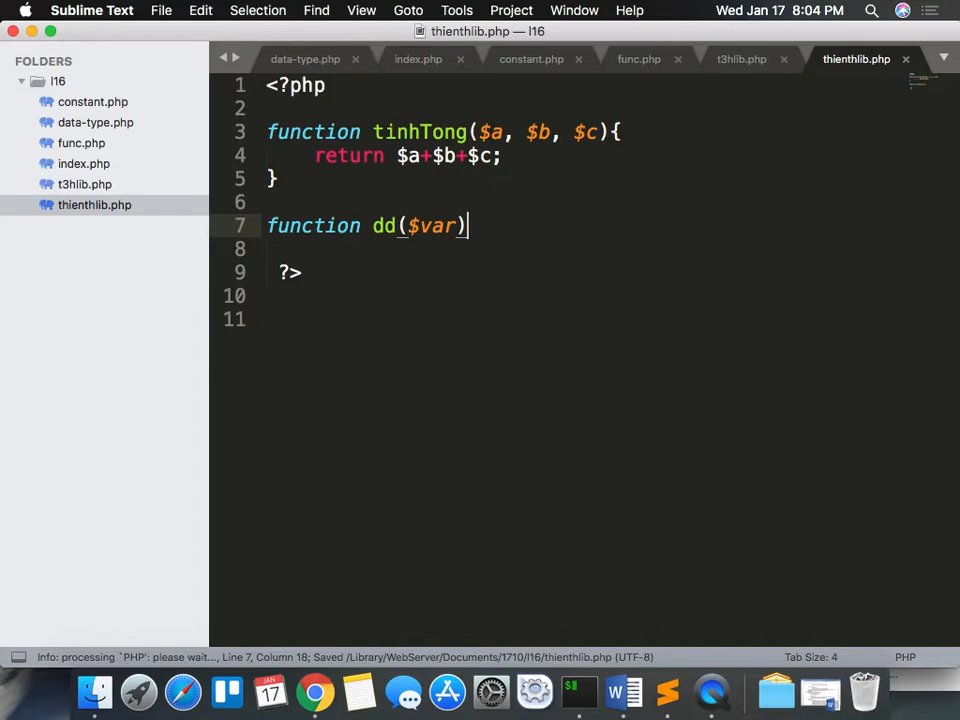 Sublime Text File Edit Selection Find View Goto Tools Project Window Help Wed Jan 17 8:04 PM
thienthlib.php — l16
FOLDERS
l16
constant.php
data-type.php
func.php
index.php
t3hlib.php
thienthlib.php
data-type.php × index.php × constant.php × func.php × t3hlib.php × thienthlib.php ×
1 <?php
2
3 function tinhTong($a, $b, $c){
4 return $a+$b+$c;
5 }
6
7 function dd($var)
8
9 ?>
10
11
Info: processing `PHP': please wait..., Line 7, Column 18; Saved /Library/WebServer/Documents/1710/l16/thienthlib.php (UTF-8) Tab Size: 4 PHP
JAN
17
$
W